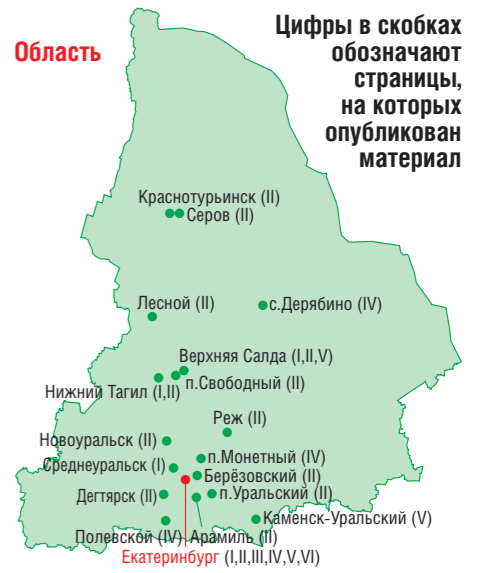 Цифры в скобках
обозначают
страницы,
на которых
опубликован
материал
Область
Краснотурьинск (II)
Серов (II)
Лесной (II)
с.Дерябино (IV)
Верхняя Салда (I,II,V)
п.Свободный (II)
Нижний Тагил (I,II)
Реж (II)
Новоуральск (II)
п.Монетный (IV)
Среднеуральск (I)
Берёзовский (II)
Дегтярск (II)
п.Уральский (II)
Каменск-Уральский (V)
Полевской (IV)
Арамиль (II)
Екатеринбург (I,II,III,IV,V,VI)